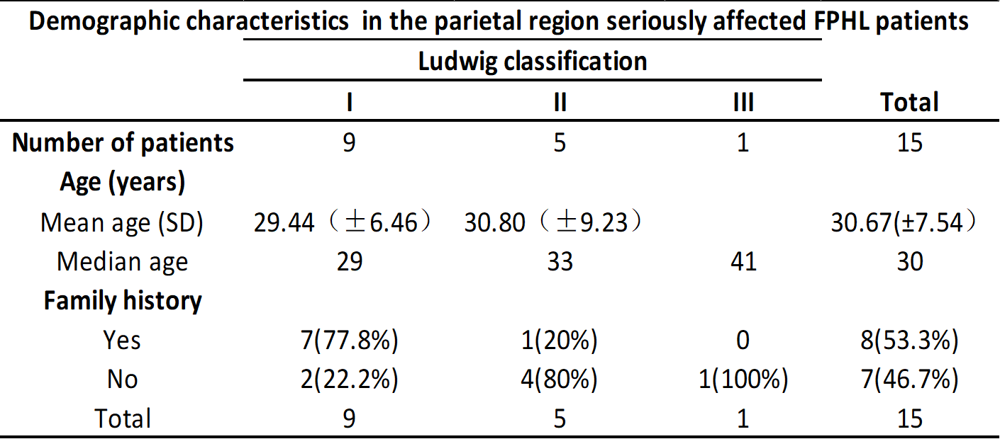 Demographic characteristics in the parietal region seriously affected FPHL patients
Ludwig classification
I II III Total
Number of patients 9 5 1 15
Age (years)
Mean age (SD) 29.44（±6.46） 30.80（±9.23） 30.67(±7.54）
Median age 29 33 41 30
Family history
Yes 7(77.8%) 1(20%) 0 8(53.3%)
No 2(22.2%) 4(80%) 1(100%) 7(46.7%)
Total 9 5 1 15